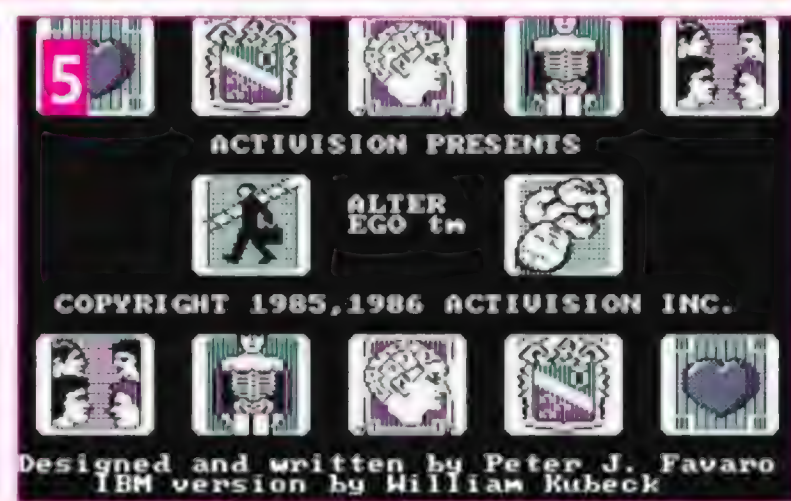 5
ACTIVISION PRESENTS
ALTER
EGO tm
COPYRIGHT 1985,1986 ACTIVISION INC.
Designed and written by Peter J. Favaro
IBM version by William Kubeck